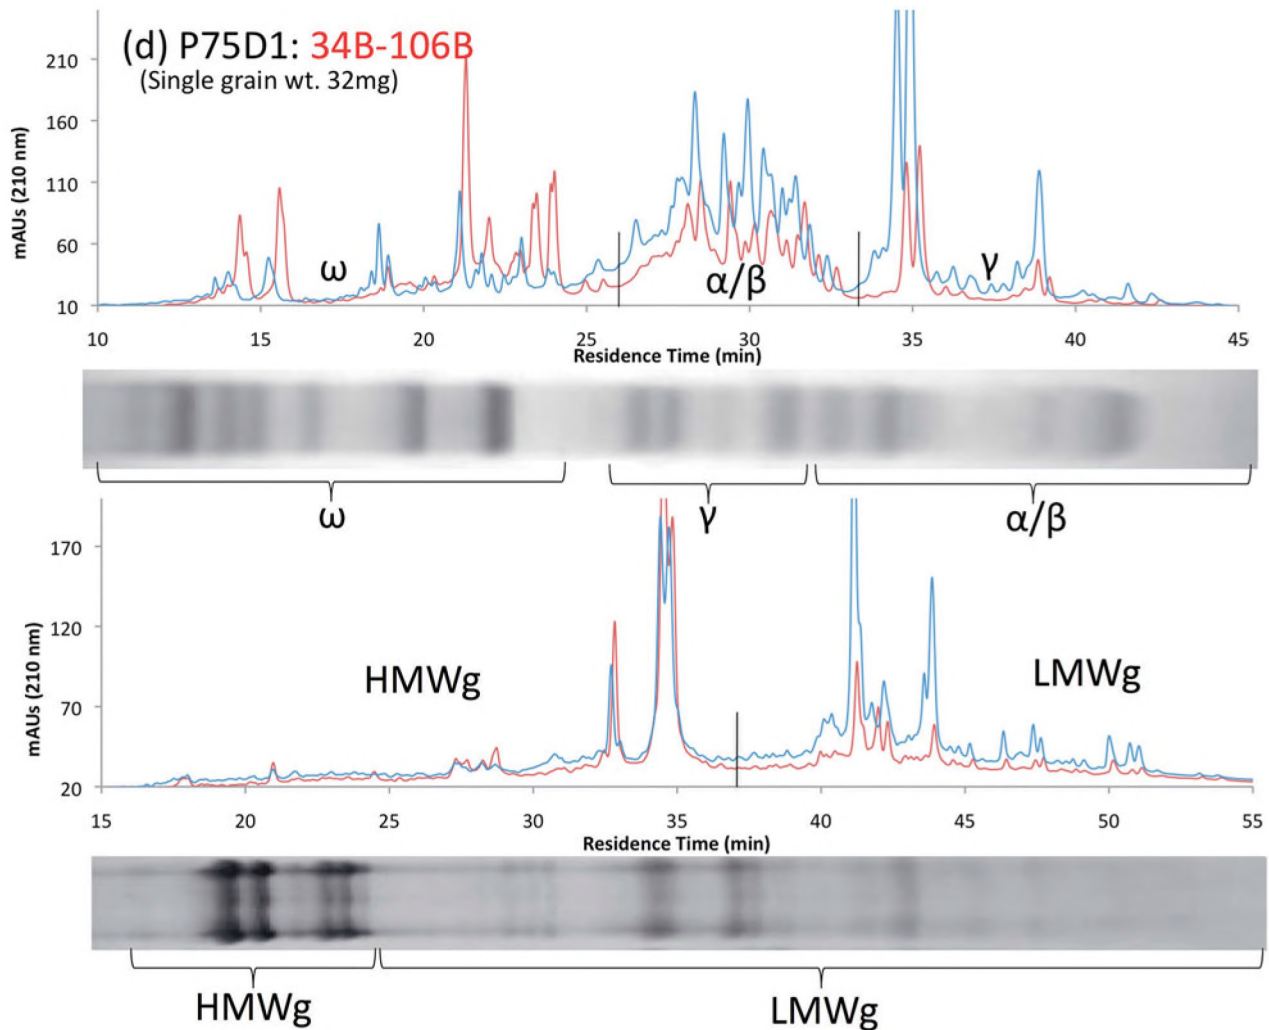 (d) P75D1: 34B-106B
(Single grain wt. 32mg)
mAUs (210 nm)
210
160
110
60
10
ω
α/β
γ
10 15 20 25 30 35 40 45
Residence Time (min)
ω
γ
α/β
mAUs (210 nm)
170
120
70
20
HMWg
LMWg
15 20 25 30 35 40 45 50 55
Residence Time (min)
HMWg
LMWg